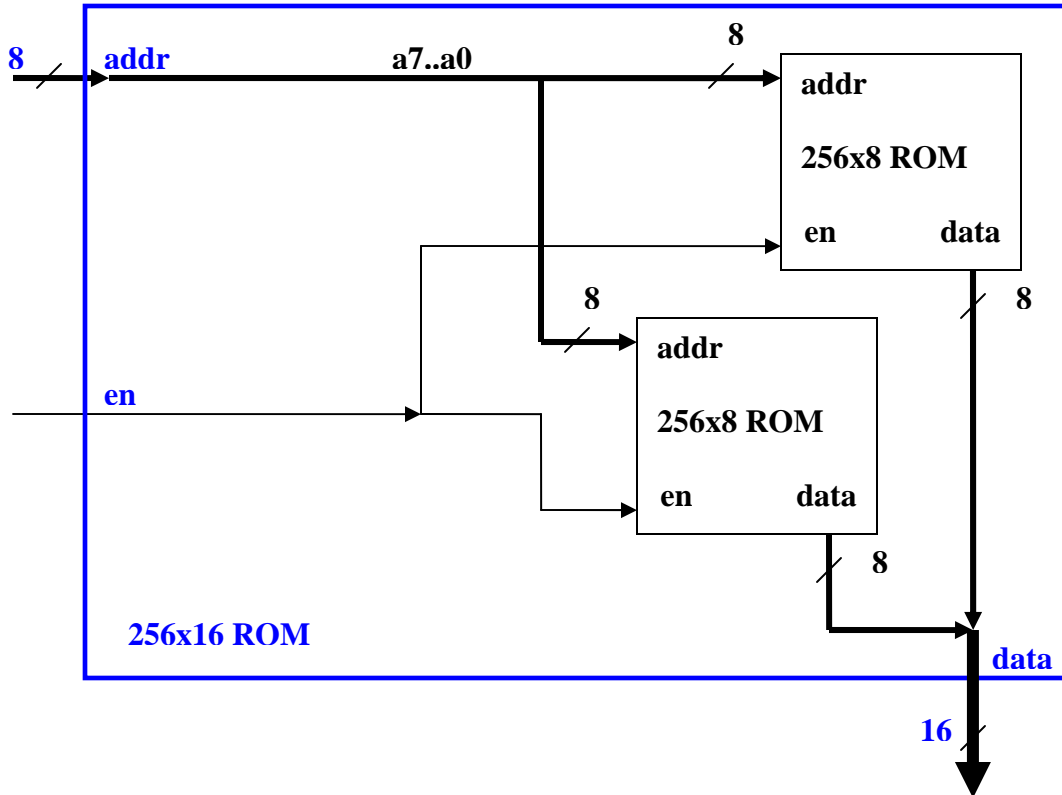 8
8 addr a7..a0
addr
256x8 ROM
en data
8 8
addr
en
256x8 ROM
en data
8
256x16 ROM
data
16